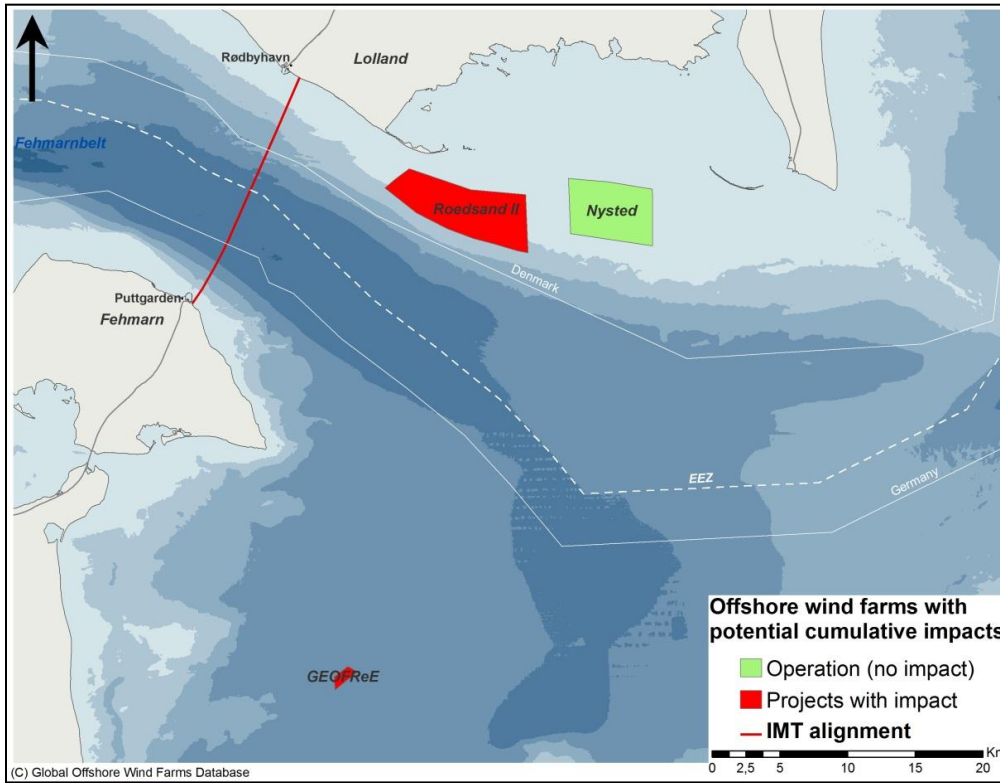 Rødbyhavn
Lolland
Fehmarnbelt
Roedsand II
Nysted
Denmark
Puttgarden
Fehmarn
EEZ
Germany
GEOFReE
Offshore wind farms with
potential cumulative impacts
Operation (no impact)
Projects with impact
IMT alignment
Km
0 2,5 5 10 15 20
(C) Global Offshore Wind Farms Database